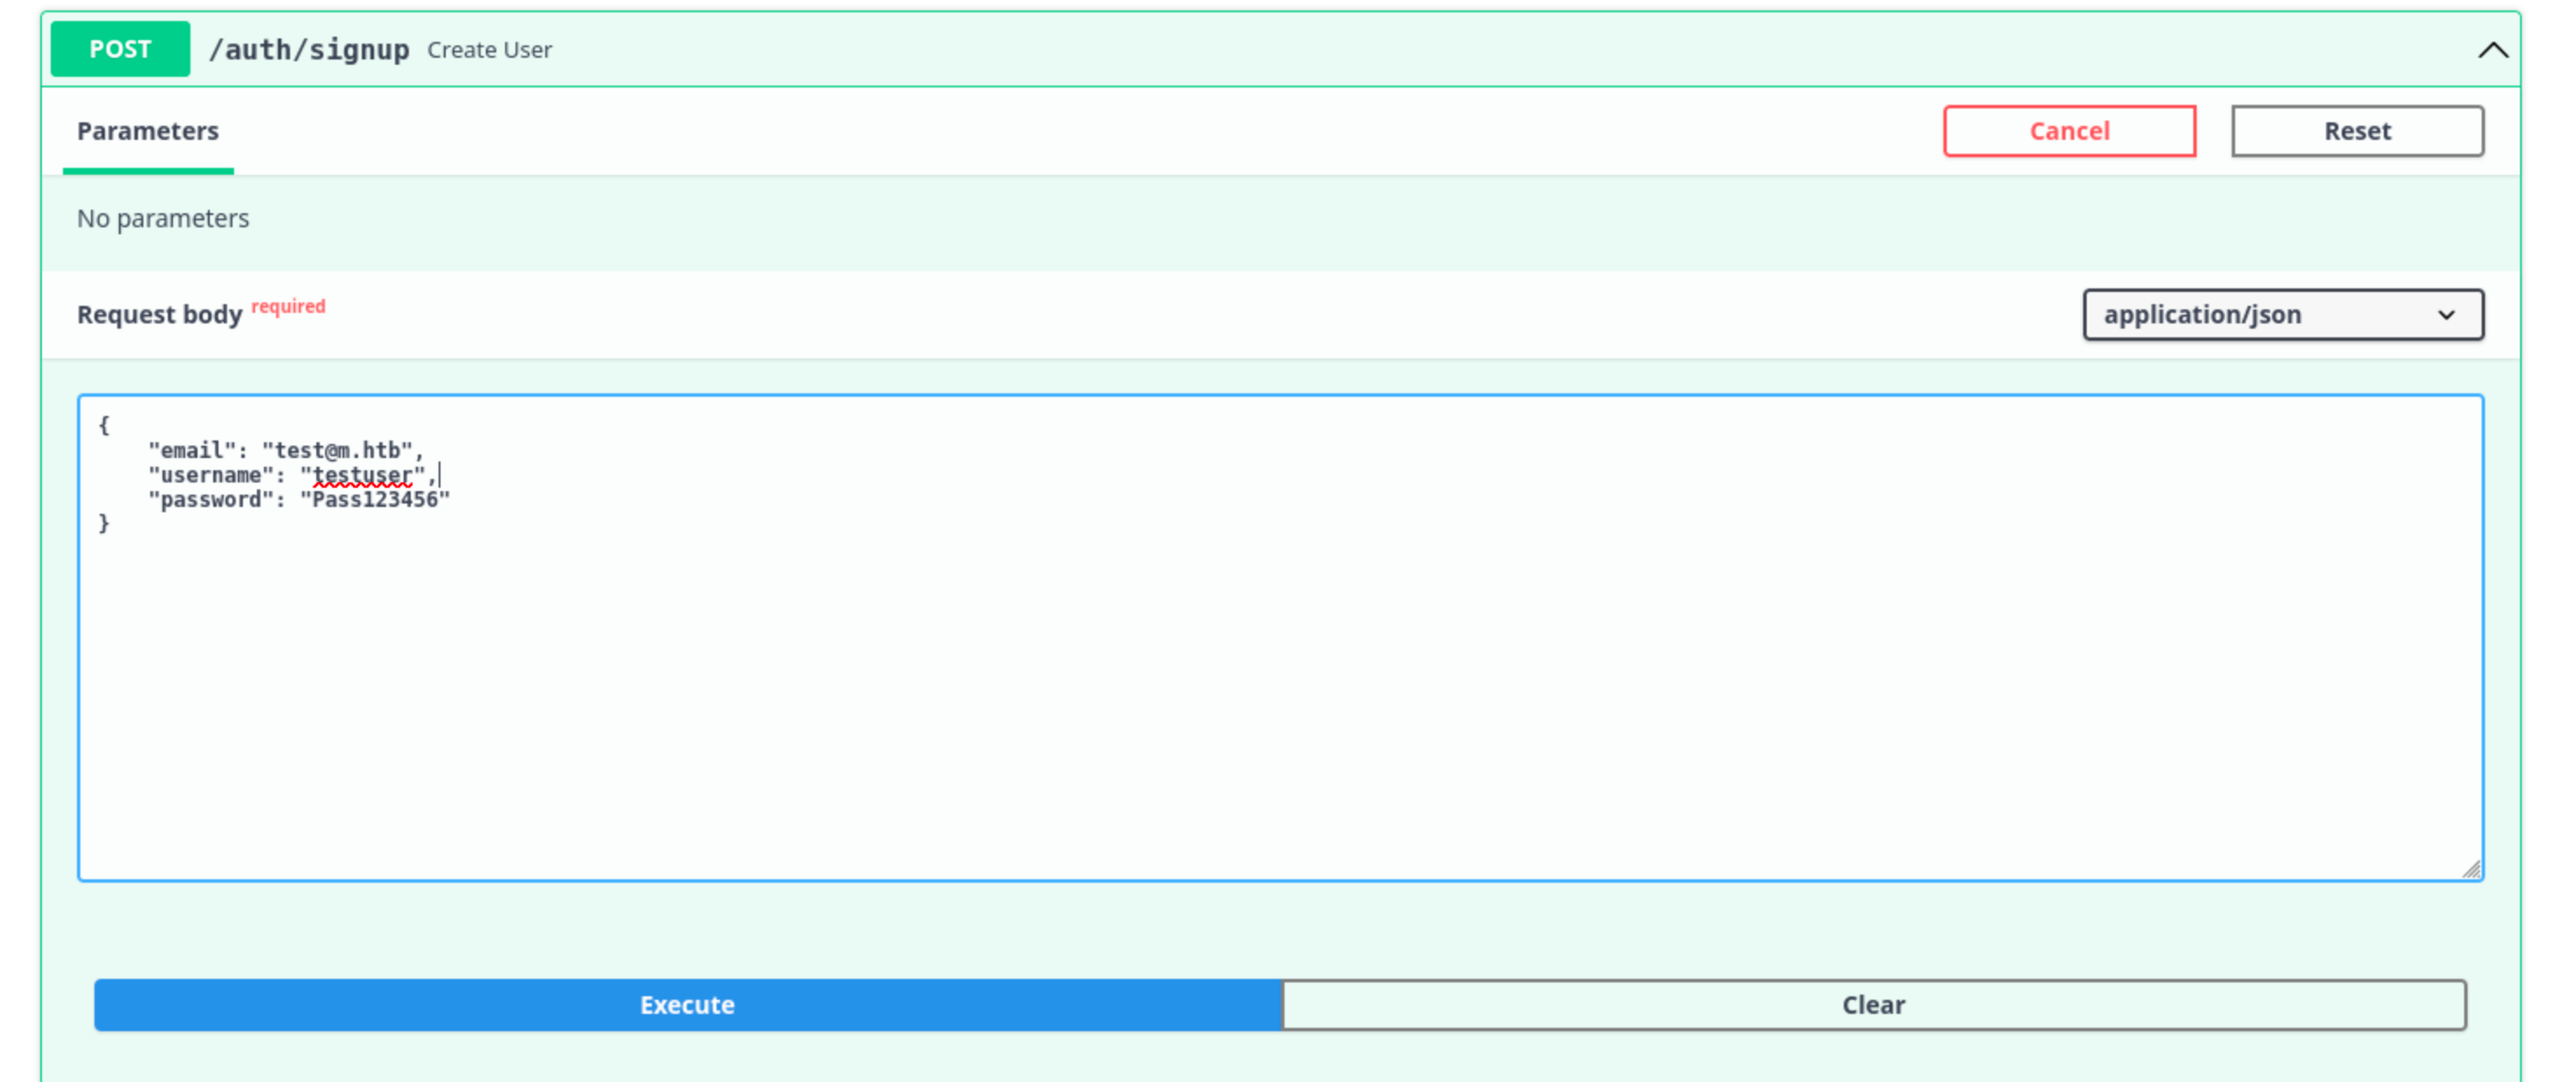 POST /auth/signup Create User
Parameters
Cancel
Reset
No parameters
Request body required
application/json
{
    "email": "test@m.htb",
    "username": "testuser",
    "password": "Pass123456"
}
Execute
Clear